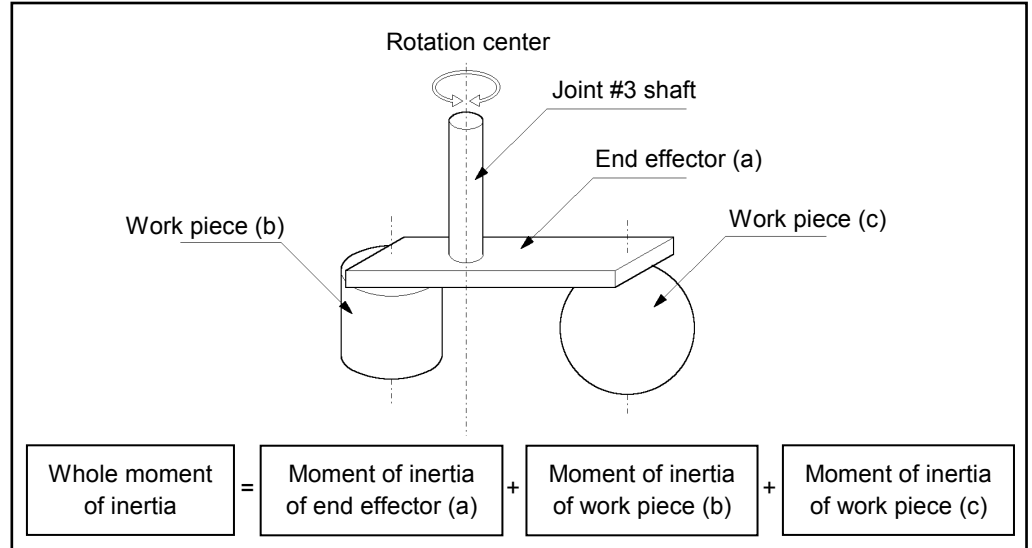 Rotation center
Joint #3 shaft
End effector (a)
Work piece (b)
Work piece (c)
Whole moment
of inertia
=
Moment of inertia
of end effector (a)
+
Moment of inertia
of work piece (b)
+
Moment of inertia
of work piece (c)